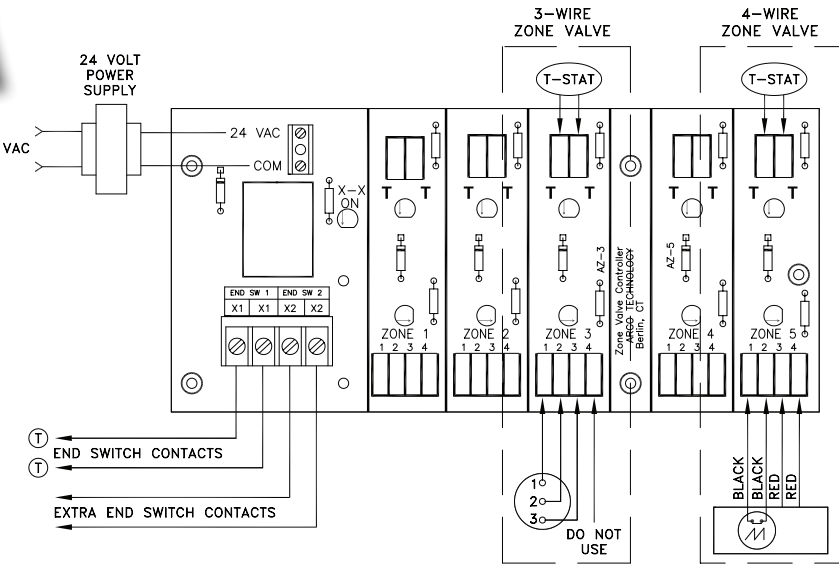 3-WIRE
ZONE VALVE
4-WIRE
ZONE VALVE
24 VOLT
POWER
SUPPLY
T-STAT
T-STAT
VAC
24 VAC
COM
X-X
ON
T T
T T
T T
T T
T T
END SW 1 END SW 2
X1 X1 X2 X2
AZ-3
Zone Valve Controller
ARGO TECHNOLOGY
Berlin, CT
AZ-5
ZONE 1
1 2 3 4
ZONE 2
1 2 3 4
ZONE 3
1 2 3 4
ZONE 4
1 2 3 4
ZONE 5
1 2 3 4
T
END SWITCH CONTACTS
T
EXTRA END SWITCH CONTACTS
1
2
3
DO NOT
USE
BLACK
BLACK
RED
RED
M